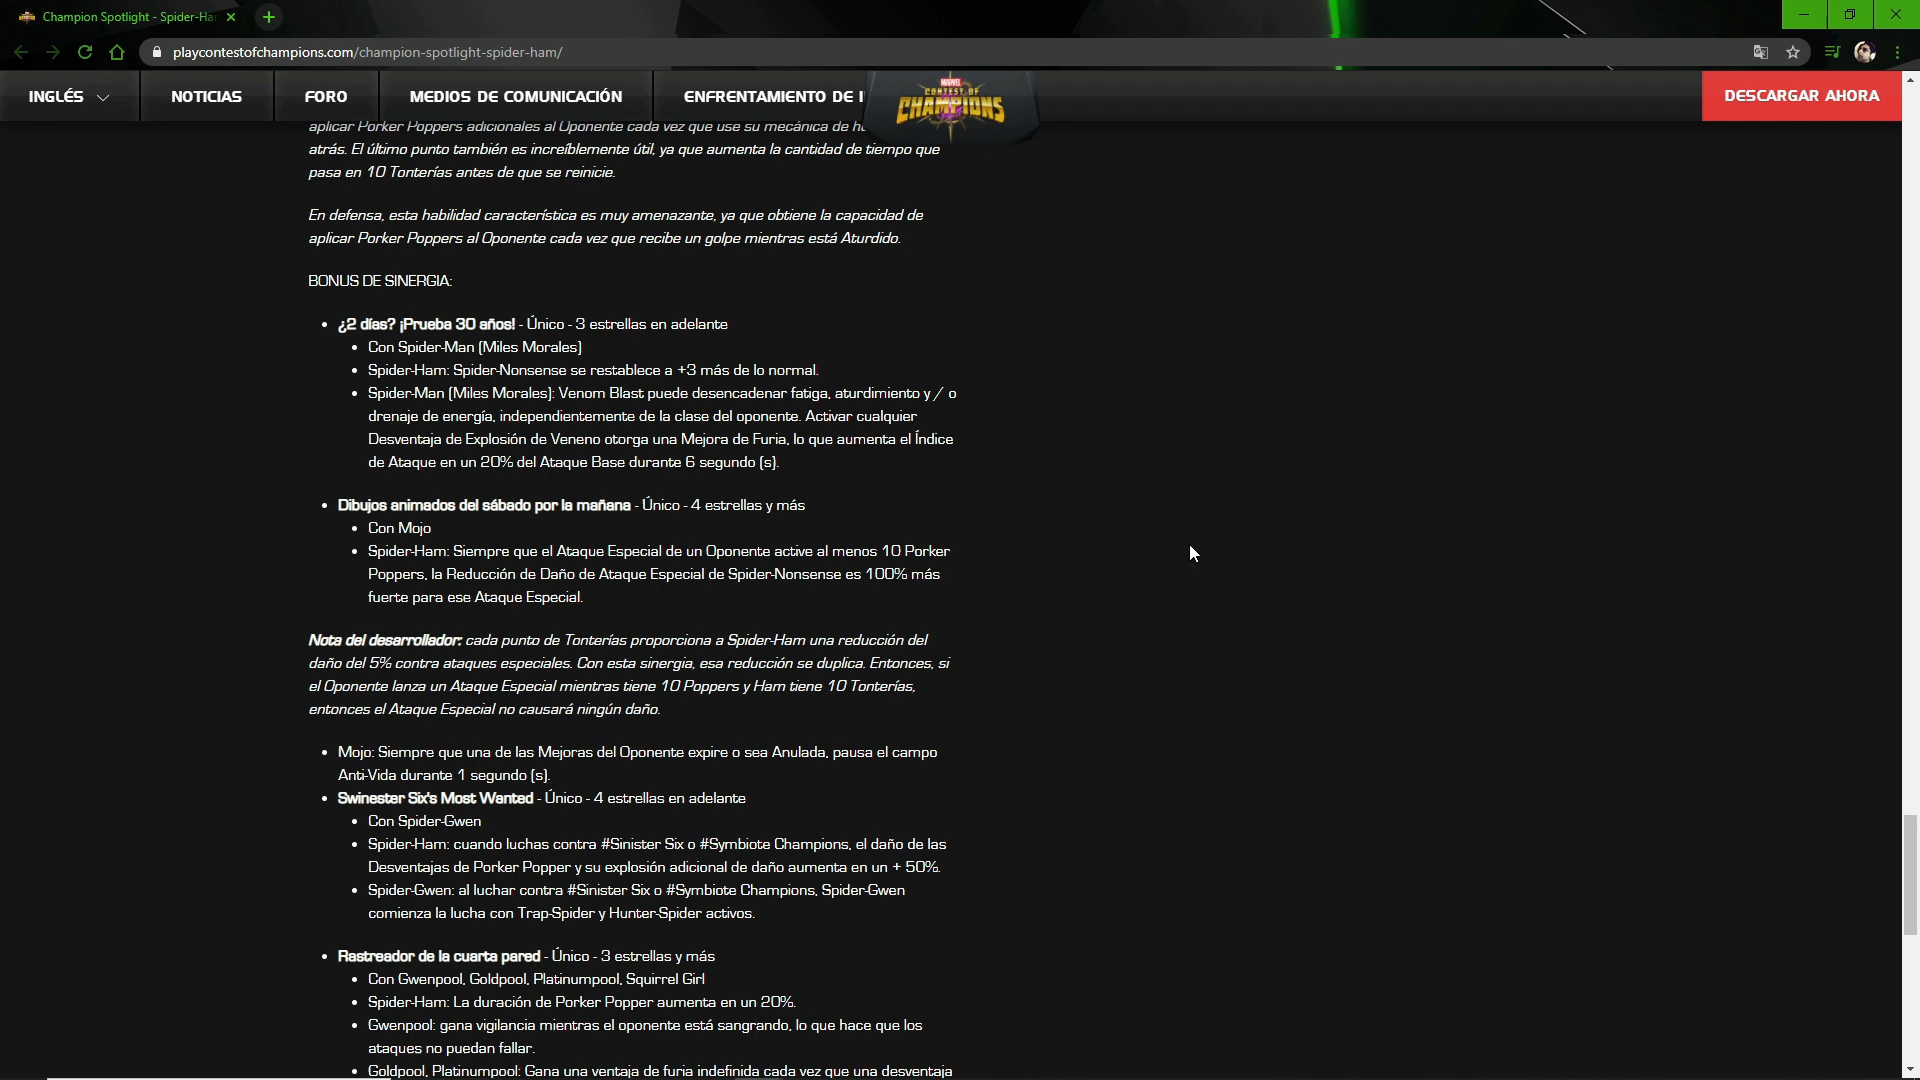 Champion Spotlight - Spider-Ha
playcontestofchampions.com/champion-spotlight-spider-ham/
INGLÉS
NOTICIAS
FORO
MEDIOS DE COMUNICACIÓN
ENFRENTAMIENTO DE I
MARVEL
CONTEST OF
CHAMPIONS
DESCARGAR AHORA
aplicar Porker Poppers adicionales al Oponente cada vez que use su mecánica de
atrás. El último punto también es increíblemente útil, ya que aumenta la cantidad de tiempo que
pasa en 10 Tonterías antes de que se reinicie.
En defensa, esta habilidad característica es muy amenazante, ya que obtiene la capacidad de
aplicar Porker Poppers al Oponente cada vez que recibe un golpe mientras está Aturdido.
BONUS DE SINERGIA:
• ¿2 días? ¡Prueba 30 años! - Único - 3 estrellas en adelante
• Con Spider-Man (Miles Morales)
• Spider-Ham: Spider-Nonsense se restablece a +3 más de lo normal.
• Spider-Man (Miles Morales): Venom Blast puede desencadenar fatiga, aturdimiento y / o
drenaje de energía, independientemente de la clase del oponente. Activar cualquier
Desventaja de Explosión de Veneno otorga una Mejora de Furia, lo que aumenta el Índice
de Ataque en un 20% del Ataque Base durante 6 segundo (s).
• Dibujos animados del sábado por la mañana - Único - 4 estrellas y más
• Con Mojo
• Spider-Ham: Siempre que el Ataque Especial de un Oponente active al menos 10 Porker
Poppers, la Reducción de Daño de Ataque Especial de Spider-Nonsense es 100% más
fuerte para ese Ataque Especial.
Nota del desarrollador: cada punto de Tonterías proporciona a Spider-Ham una reducción del
daño del 5% contra ataques especiales. Con esta sinergia, esa reducción se duplica. Entonces, si
el Oponente lanza un Ataque Especial mientras tiene 10 Poppers y Ham tiene 10 Tonterías,
entonces el Ataque Especial no causará ningún daño.
• Mojo: Siempre que una de las Mejoras del Oponente expire o sea Anulada, pausa el campo
Anti-Vida durante 1 segundo (s).
• Swinester Six's Most Wanted - Único - 4 estrellas en adelante
• Con Spider-Gwen
• Spider-Ham: cuando luchas contra #Sinister Six o #Symbiote Champions, el daño de las
Desventajas de Porker Popper y su explosión adicional de daño aumenta en un + 50%.
• Spider-Gwen: al luchar contra #Sinister Six o #Symbiote Champions, Spider-Gwen
comienza la lucha con Trap-Spider y Hunter-Spider activos.
• Rastreador de la cuarta pared - Único - 3 estrellas y más
• Con Gwenpool, Goldpool, Platinumpool, Squirrel Girl
• Spider-Ham: La duración de Porker Popper aumenta en un 20%.
• Gwenpool: gana vigilancia mientras el oponente está sangrando, lo que hace que los
ataques no puedan fallar.
• Goldpool, Platinumpool: Gana una ventaja de furia indefinida cada vez que una desventaja